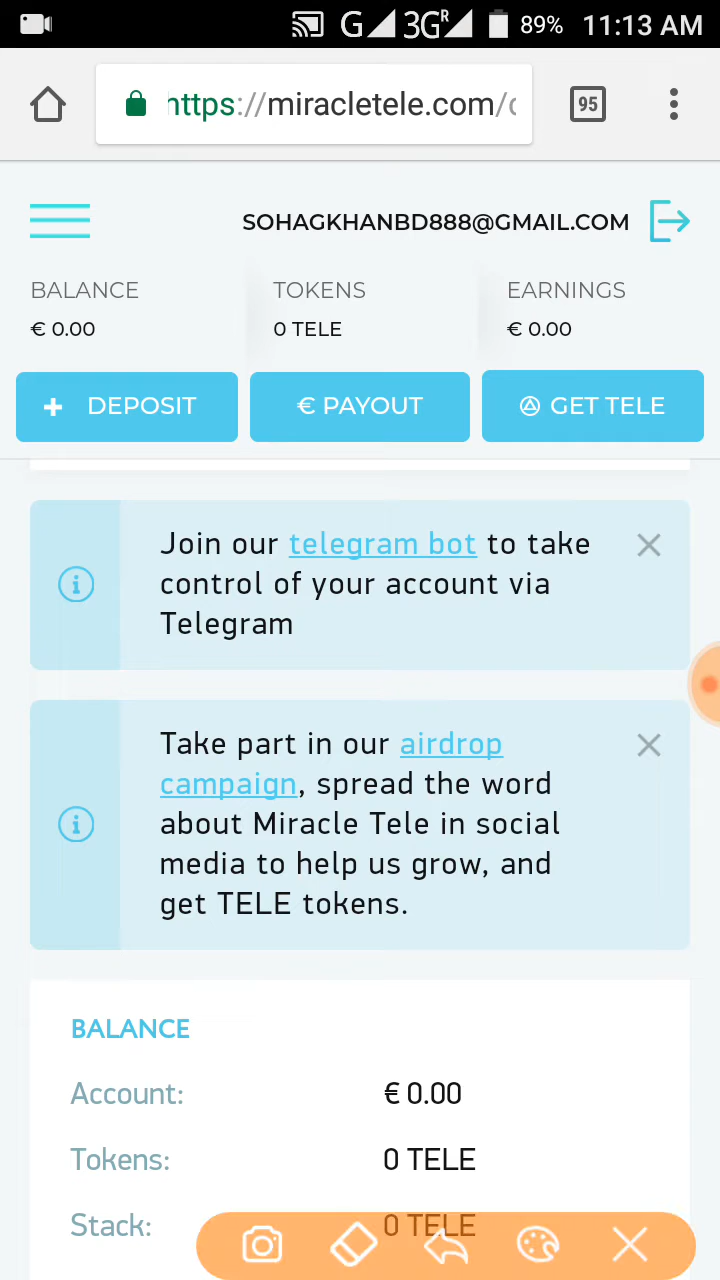 G 3G R 89% 11:13 AM
https://miracletele.com/
95
SOHAGKHANBD888@GMAIL.COM
BALANCE TOKENS EARNINGS
€ 0.00 0 TELE € 0.00
+ DEPOSIT € PAYOUT GET TELE
Join our telegram bot to take
control of your account via
Telegram
Take part in our airdrop
campaign, spread the word
about Miracle Tele in social
media to help us grow, and
get TELE tokens.
BALANCE
Account: € 0.00
Tokens: 0 TELE
Stack: 0 TELE